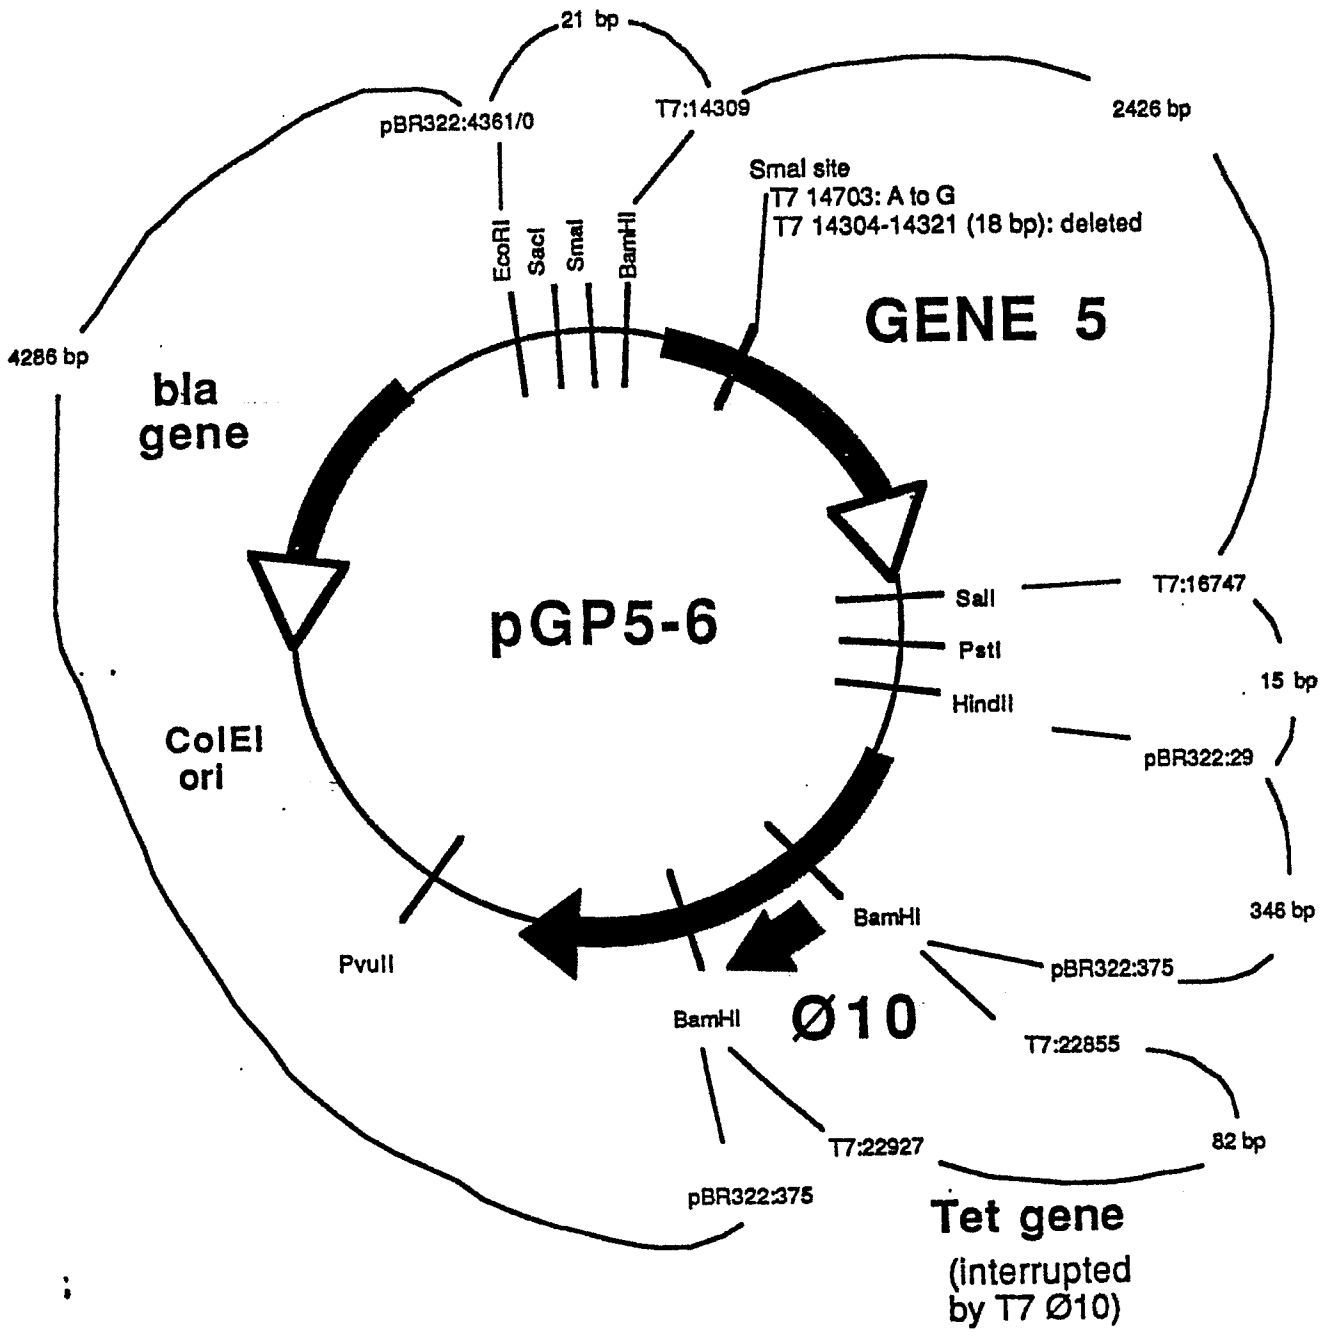 21 bp
pBR322:4361/0
T7:14309
2426 bp
SmaI site
T7 14703: A to G
T7 14304-14321 (18 bp): deleted
EcoRI
SacI
SmaI
BamHI
GENE 5
4286 bp
bla
gene
pGP5-6
SalI
T7:16747
PstI
15 bp
HindII
pBR322:29
ColEI
ori
346 bp
BamHI
PvuII
pBR322:375
BamHI
Ø10
T7:22855
T7:22927
82 bp
pBR322:375
Tet gene
(interrupted
by T7 Ø10)
;